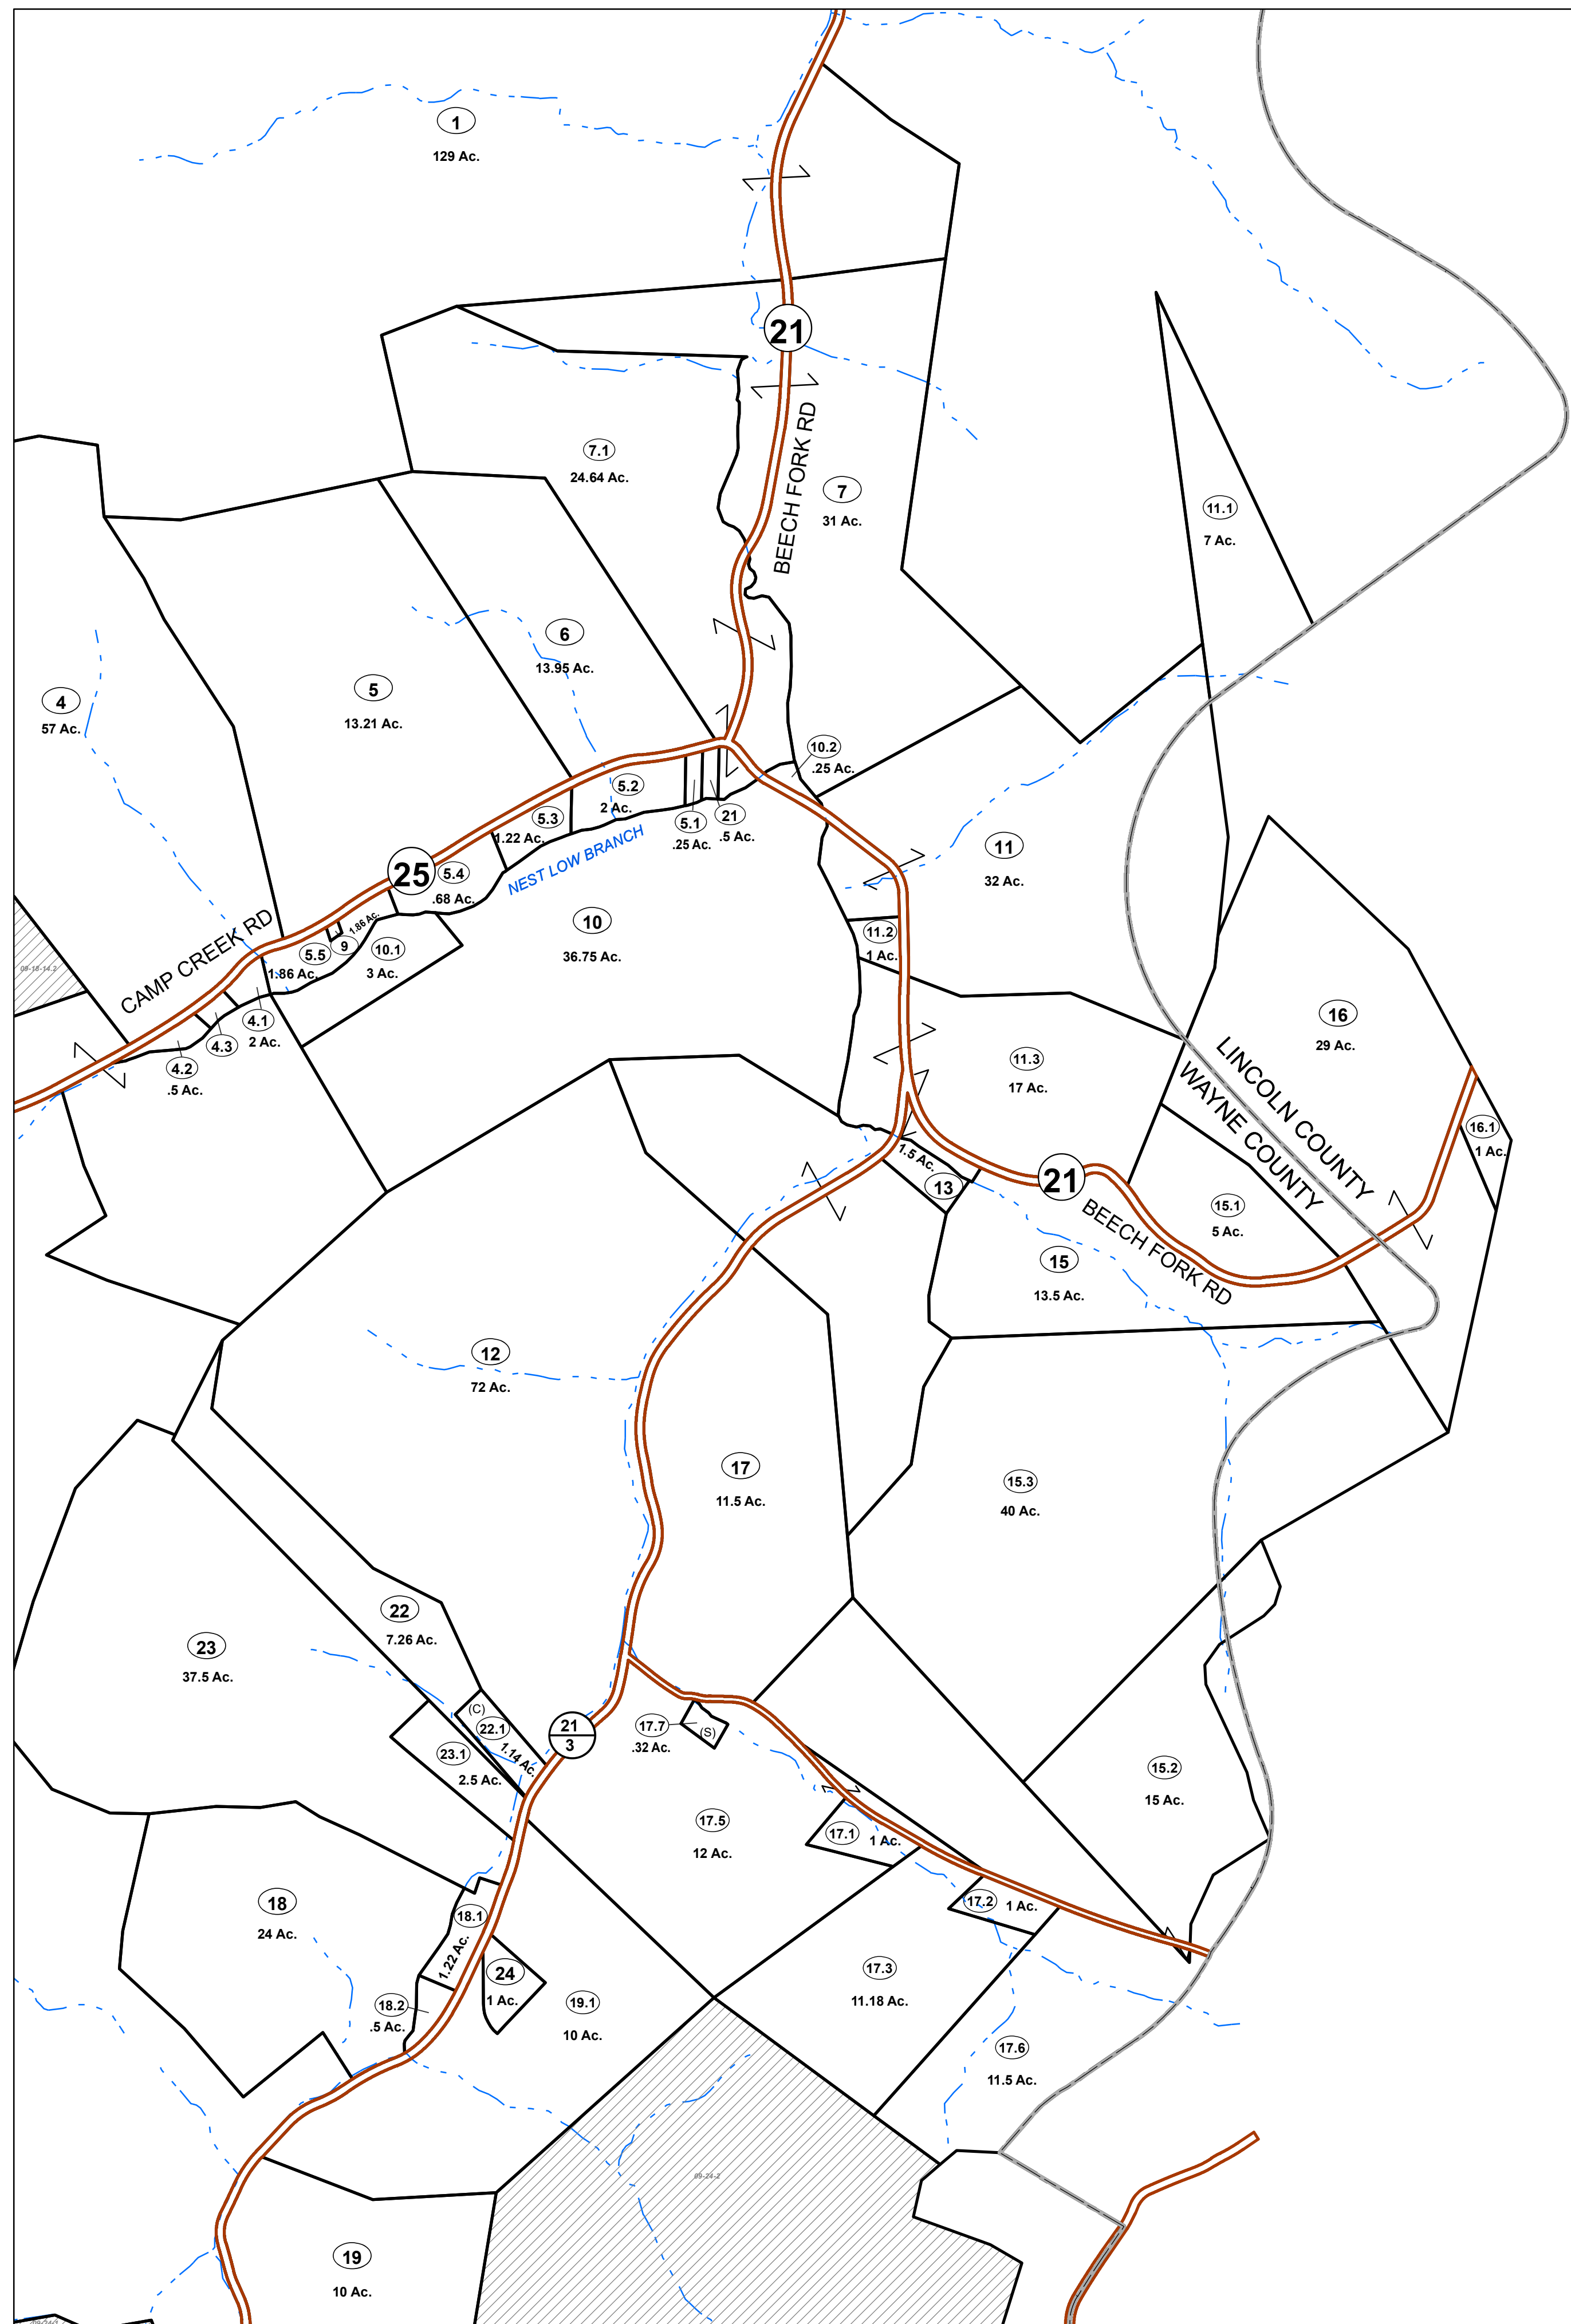 1
129 Ac.
21
7.1
24.64 Ac.
BEECH FORK RD
7
31 Ac.
11.1
7 Ac.
6
13.95 Ac.
4
57 Ac.
5
13.21 Ac.
10.2
.25 Ac.
5.2
2 Ac.
5.3
1.22 Ac.
5.1
.25 Ac.
21
.5 Ac.
25
5.4
.68 Ac.
NEST LOW BRANCH
11
32 Ac.
10
36.75 Ac.
11.2
1 Ac.
1.86 Ac.
9
5.5
1.86 Ac.
10.1
3 Ac.
CAMP CREEK RD
09-18-14.2
4.1
2 Ac.
4.3
4.2
.5 Ac.
16
29 Ac.
11.3
17 Ac.
LINCOLN COUNTY
WAYNE COUNTY
16.1
1 Ac.
1.5 Ac.
13
21
BEECH FORK RD
15.1
5 Ac.
15
13.5 Ac.
12
72 Ac.
17
11.5 Ac.
15.3
40 Ac.
22
7.26 Ac.
23
37.5 Ac.
(C)
22.1
1.14 Ac.
21
3
23.1
2.5 Ac.
17.7
.32 Ac.
(S)
15.2
15 Ac.
17.5
12 Ac.
17.1
1 Ac.
17.2
1 Ac.
18
24 Ac.
18.1
1.22 Ac.
24
1 Ac.
18.2
.5 Ac.
19.1
10 Ac.
17.3
11.18 Ac.
17.6
11.5 Ac.
09-24-2
19
10 Ac.